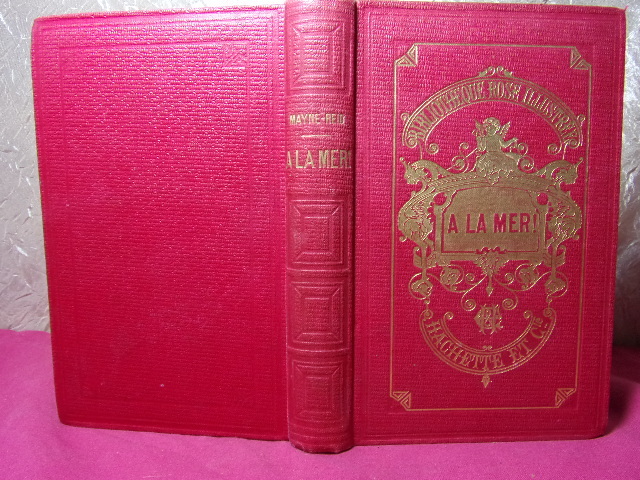 MAYNE-REID
A LA MER!
BIBLIOTHÈQUE ROSE ILLUSTRÉE
A LA MER!
HACHETTE ET Cie